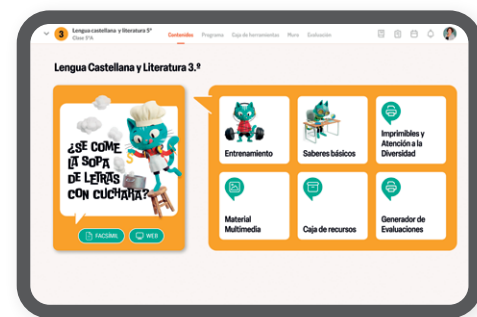 3
Lengua castellana y literatura 5º
Clase 5ºA
Contenidos Programa Caja de herramientas Muro Evaluación
Lengua Castellana y Literatura 3.º
¿SE COME
LA SOPA
DE LETRAS
CON CUCHARA?
FACSÍMIL WEB
Entrenamiento
Saberes básicos
Imprimibles y
Atención a la
Diversidad
Material
Multimedia
Caja de recursos
Generador de
Evaluaciones